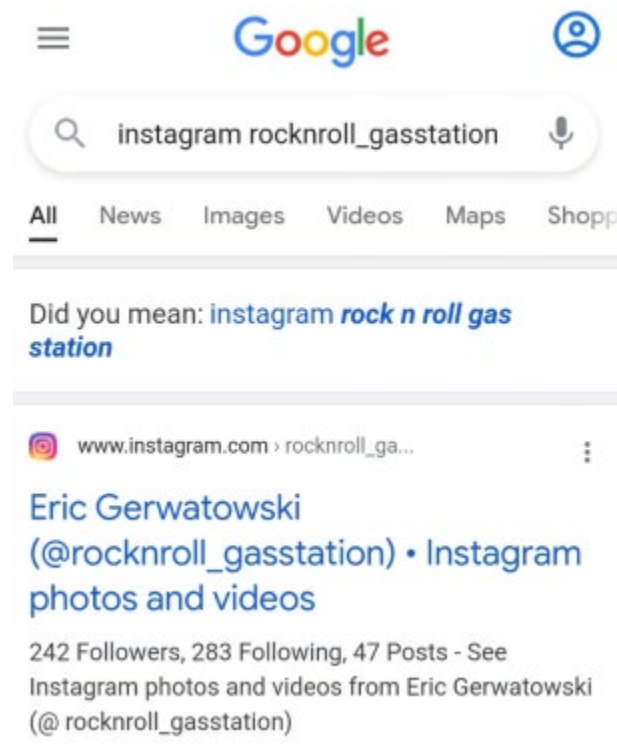 Google
instagram rocknroll_gasstation
All News Images Videos Maps Shopp
Did you mean: instagram rock n roll gas
station
www.instagram.com › rocknroll_ga...
Eric Gerwatowski
(@rocknroll_gasstation) • Instagram
photos and videos
242 Followers, 283 Following, 47 Posts - See
Instagram photos and videos from Eric Gerwatowski
(@ rocknroll_gasstation)